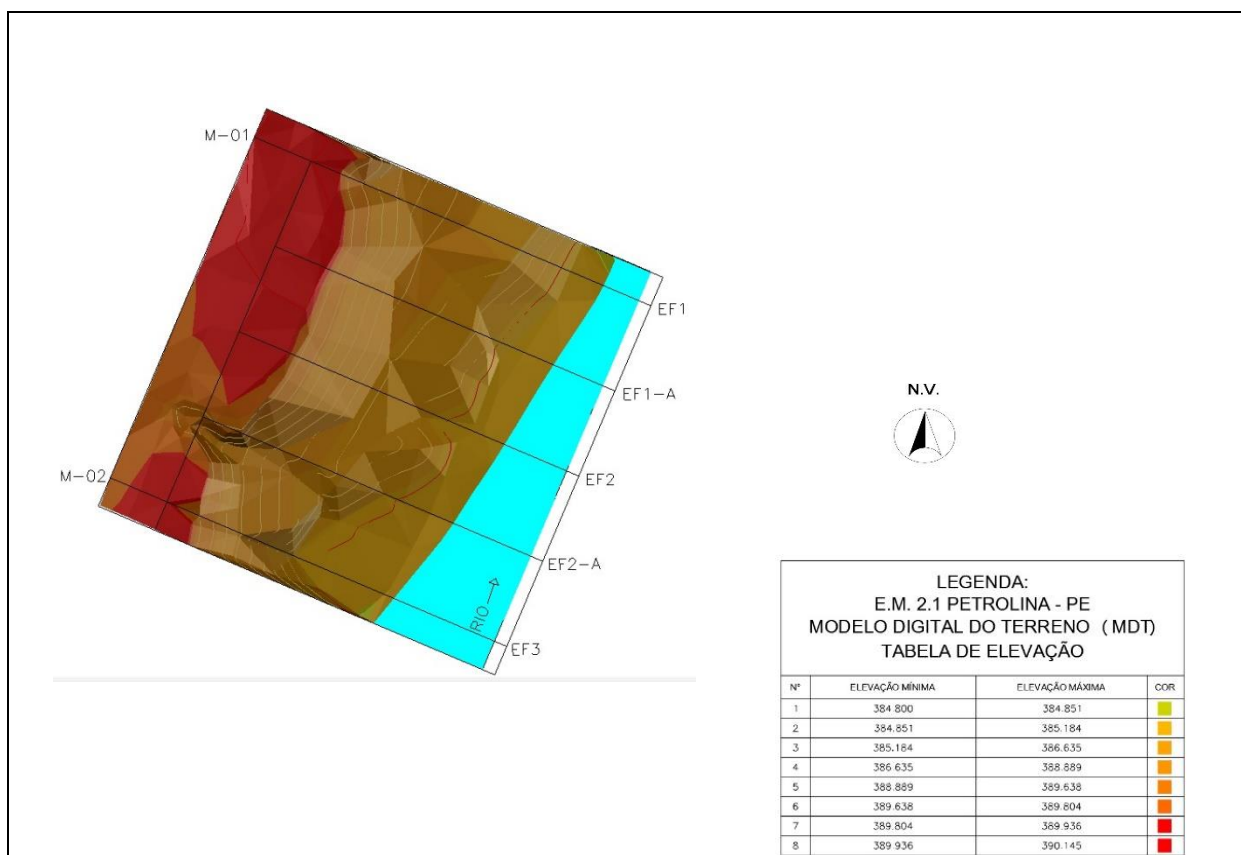 M-01
EF1
EF1-A
N.V.
M-02
EF2
EF2-A
RIO
EF3
LEGENDA:
E.M. 2.1 PETROLINA - PE
MODELO DIGITAL DO TERRENO ( MDT)
TABELA DE ELEVAÇÃO
Nº ELEVAÇÃO MÍNIMA ELEVAÇÃO MÁXIMA COR
1 384.800 384.851
2 384.851 385.184
3 385.184 386.635
4 386.635 388.889
5 388.889 389.638
6 389.638 389.804
7 389.804 389.936
8 389.936 390.145